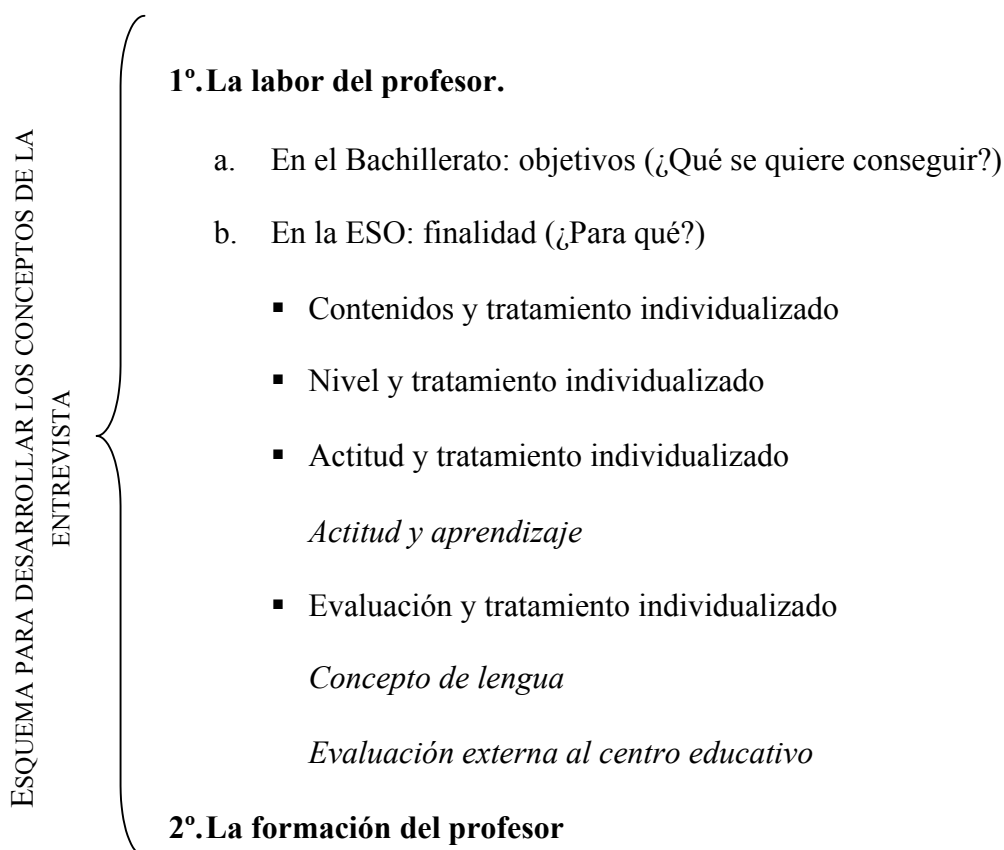 ESQUEMA PARA DESARROLLAR LOS CONCEPTOS DE LA
ENTREVISTA
1º. La labor del profesor.
a. En el Bachillerato: objetivos (¿Qué se quiere conseguir?)
b. En la ESO: finalidad (¿Para qué?)
▪ Contenidos y tratamiento individualizado
▪ Nivel y tratamiento individualizado
▪ Actitud y tratamiento individualizado
Actitud y aprendizaje
▪ Evaluación y tratamiento individualizado
Concepto de lengua
Evaluación externa al centro educativo
2º. La formación del profesor